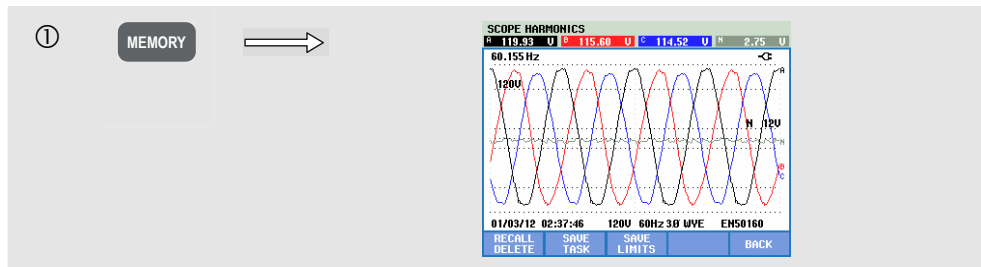 ①
MEMORY
SCOPE HARMONICS
A 119.93 V B 115.60 V C 114.52 V N 2.75 V
60.155 Hz
A
120V
N 12V
N
B
C
01/03/12 02:37:46 120V 60Hz 3Ø WYE EN50160
RECALL DELETE
SAVE TASK
SAVE LIMITS
BACK